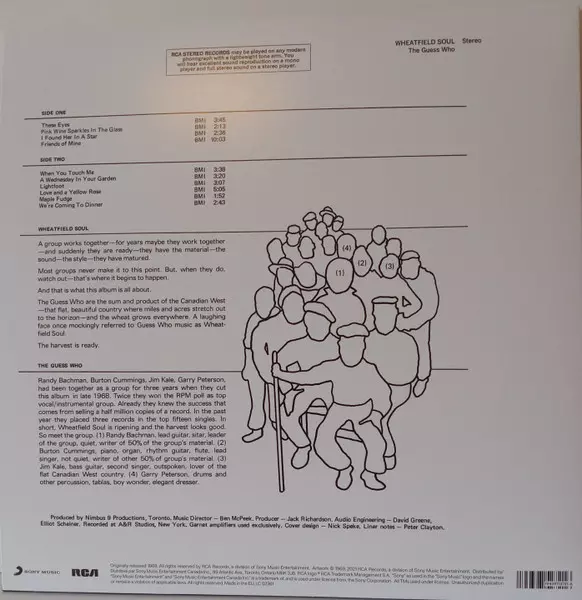 WHEATFIELD SOUL Stereo
The Guess Who
RCA STEREO RECORDS may be played on any modern
phonograph with a lightweight tone arm. You
will hear excellent sound reproduction on a mono
player and full stereo sound on a stereo player.
SIDE ONE
These Eyes BMI 3:45
Pink Wine Sparkles In The Glass BMI 2:13
I Found Her In A Star BMI 2:36
Friends of Mine BMI 10:03
SIDE TWO
When You Touch Me BMI 3:38
A Wednesday In Your Garden BMI 3:20
Lightfoot BMI 3:07
Love and a Yellow Rose BMI 5:05
Maple Fudge BMI 1:52
We're Coming To Dinner BMI 2:43
WHEATFIELD SOUL
A group works together—for years maybe they work together
—and suddenly they are ready—they have the material—the
sound—the style—they have matured.
Most groups never make it to this point. But, when they do,
watch out—that's where it begins to happen.
And that is what this album is all about.
The Guess Who are the sum and product of the Canadian West
—that flat, beautiful country where miles and acres stretch out
to the horizon—and the wheat grows everywhere. A laughing
face once mockingly referred to Guess Who music as Wheat-
field Soul.
The harvest is ready.
(4)
(2)
(1)
(3)
THE GUESS WHO
Randy Bachman, Burton Cummings, Jim Kale, Garry Peterson,
had been together as a group for three years when they cut
this album in late 1968. Twice they won the RPM poll as top
vocal/instrumental group. Already they knew the success that
comes from selling a half million copies of a record. In the past
year they placed three records in the top fifteen singles. In
short, Wheatfield Soul is ripening and the harvest looks good.
So meet the group. (1) Randy Bachman, lead guitar, sitar, leader
of the group, quiet, writer of 50% of the group's material. (2)
Burton Cummings, piano, organ, rhythm guitar, flute, lead
singer, not quiet, writer of other 50% of group's material. (3)
Jim Kale, bass guitar, second singer, outspoken, lover of the
flat Canadian West country. (4) Garry Peterson, drums and
other percussion, tablas, boy wonder, elegant dresser.
Produced by Nimbus 9 Productions, Toronto, Music Director – Ben McPeek, Producer – Jack Richardson, Audio Engineering – David Greene,
Elliot Scheiner, Recorded at A&R Studios, New York. Garnet amplifiers used exclusively. Cover design – Nick Speke, Liner notes – Peter Clayton.
SONY MUSIC
RCA